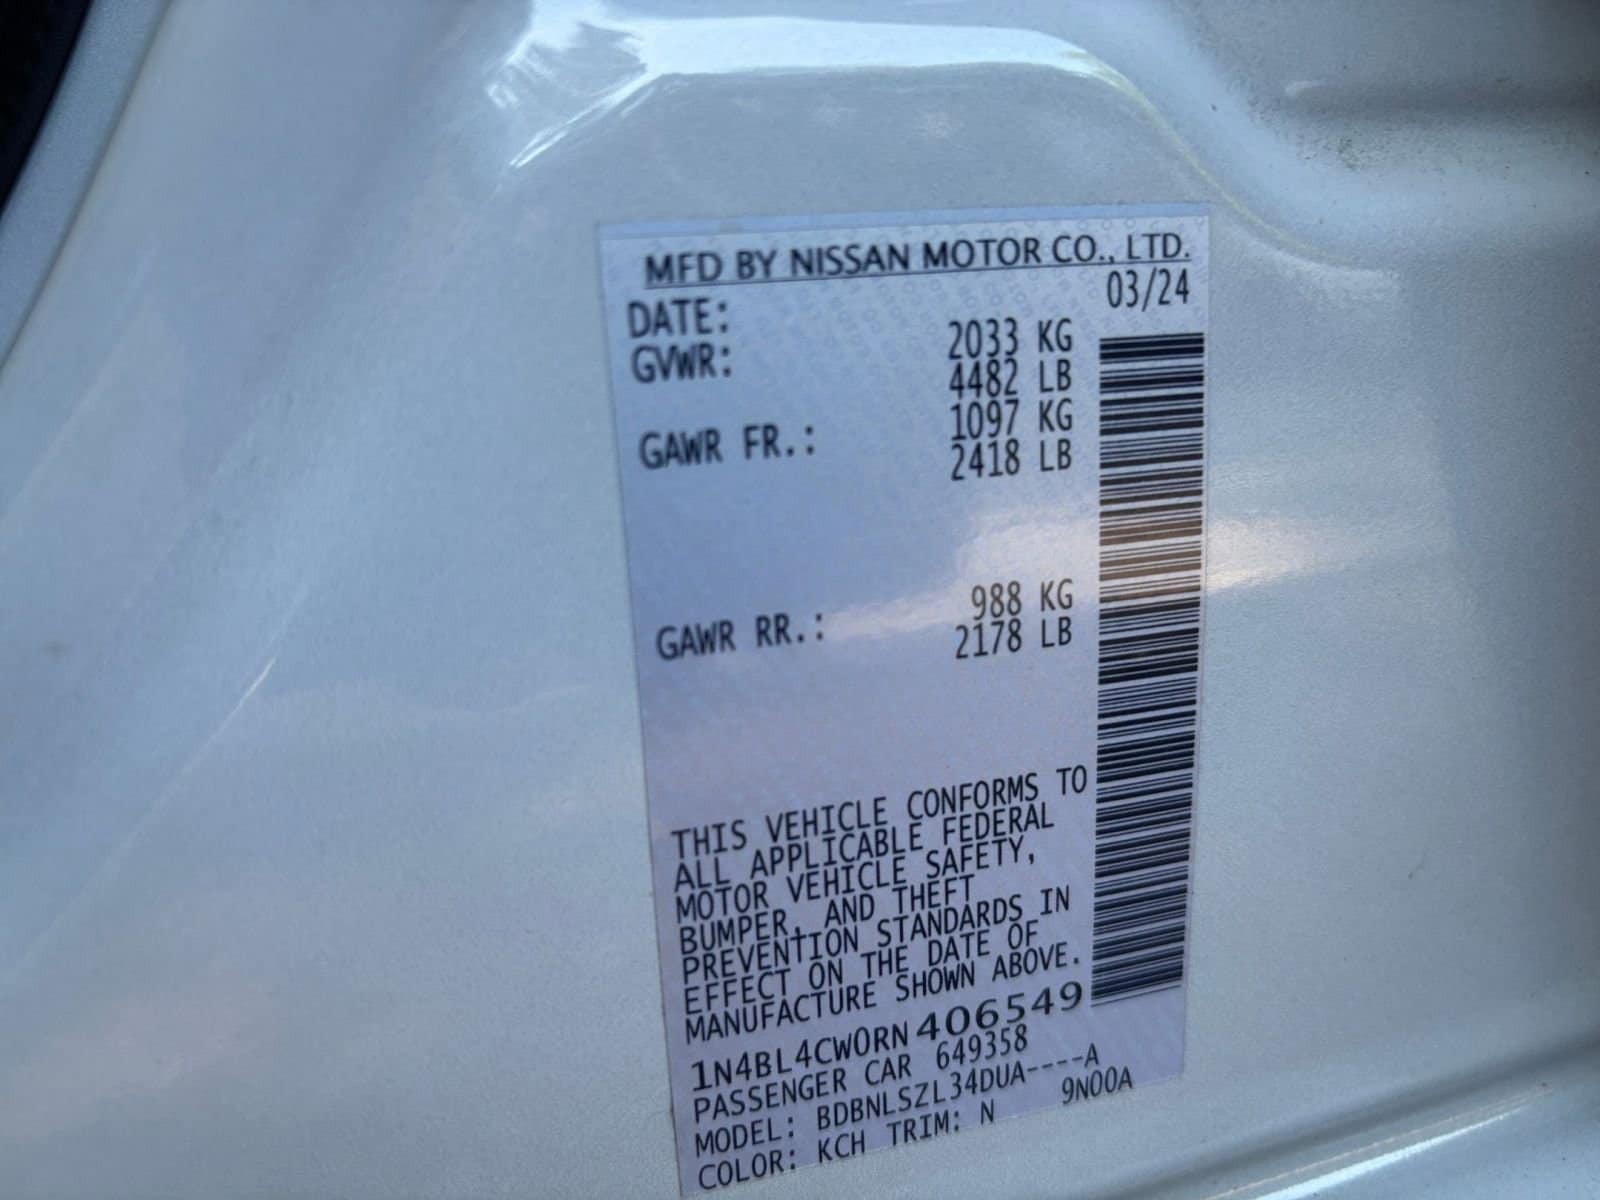 MFD BY NISSAN MOTOR CO., LTD.
DATE: 03/24
GVWR: 2033 KG
4482 LB
GAWR FR.: 1097 KG
2418 LB
GAWR RR.: 988 KG
2178 LB
THIS VEHICLE CONFORMS TO
ALL APPLICABLE FEDERAL
MOTOR VEHICLE SAFETY,
BUMPER, AND THEFT
PREVENTION STANDARDS IN
EFFECT ON THE DATE OF
MANUFACTURE SHOWN ABOVE.
1N4BL4CW0RN406549
PASSENGER CAR 649358
MODEL: BDBNLSZL34DUA----A
COLOR: KCH TRIM: N 9N00A